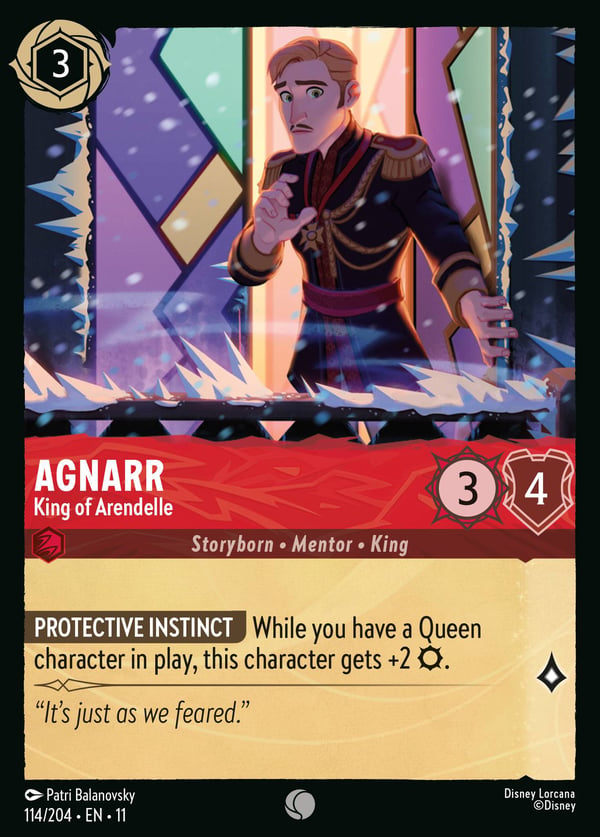 3
AGNARR
King of Arendelle
3
4
Storyborn • Mentor • King
PROTECTIVE INSTINCT While you have a Queen
character in play, this character gets +2 .
“It’s just as we feared.”
Patri Balanovsky
114/204 • EN • 11
Disney Lorcana
©Disney